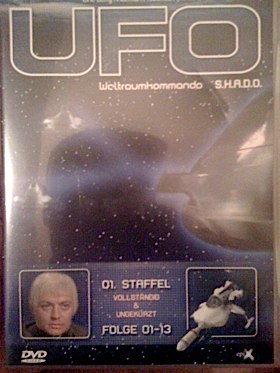 UFO
Weltraumkommando S.H.A.D.O.
01. STAFFEL
VOLLSTÄNDIG
&
UNGEKÜRZT
FOLGE 01-13
DVD